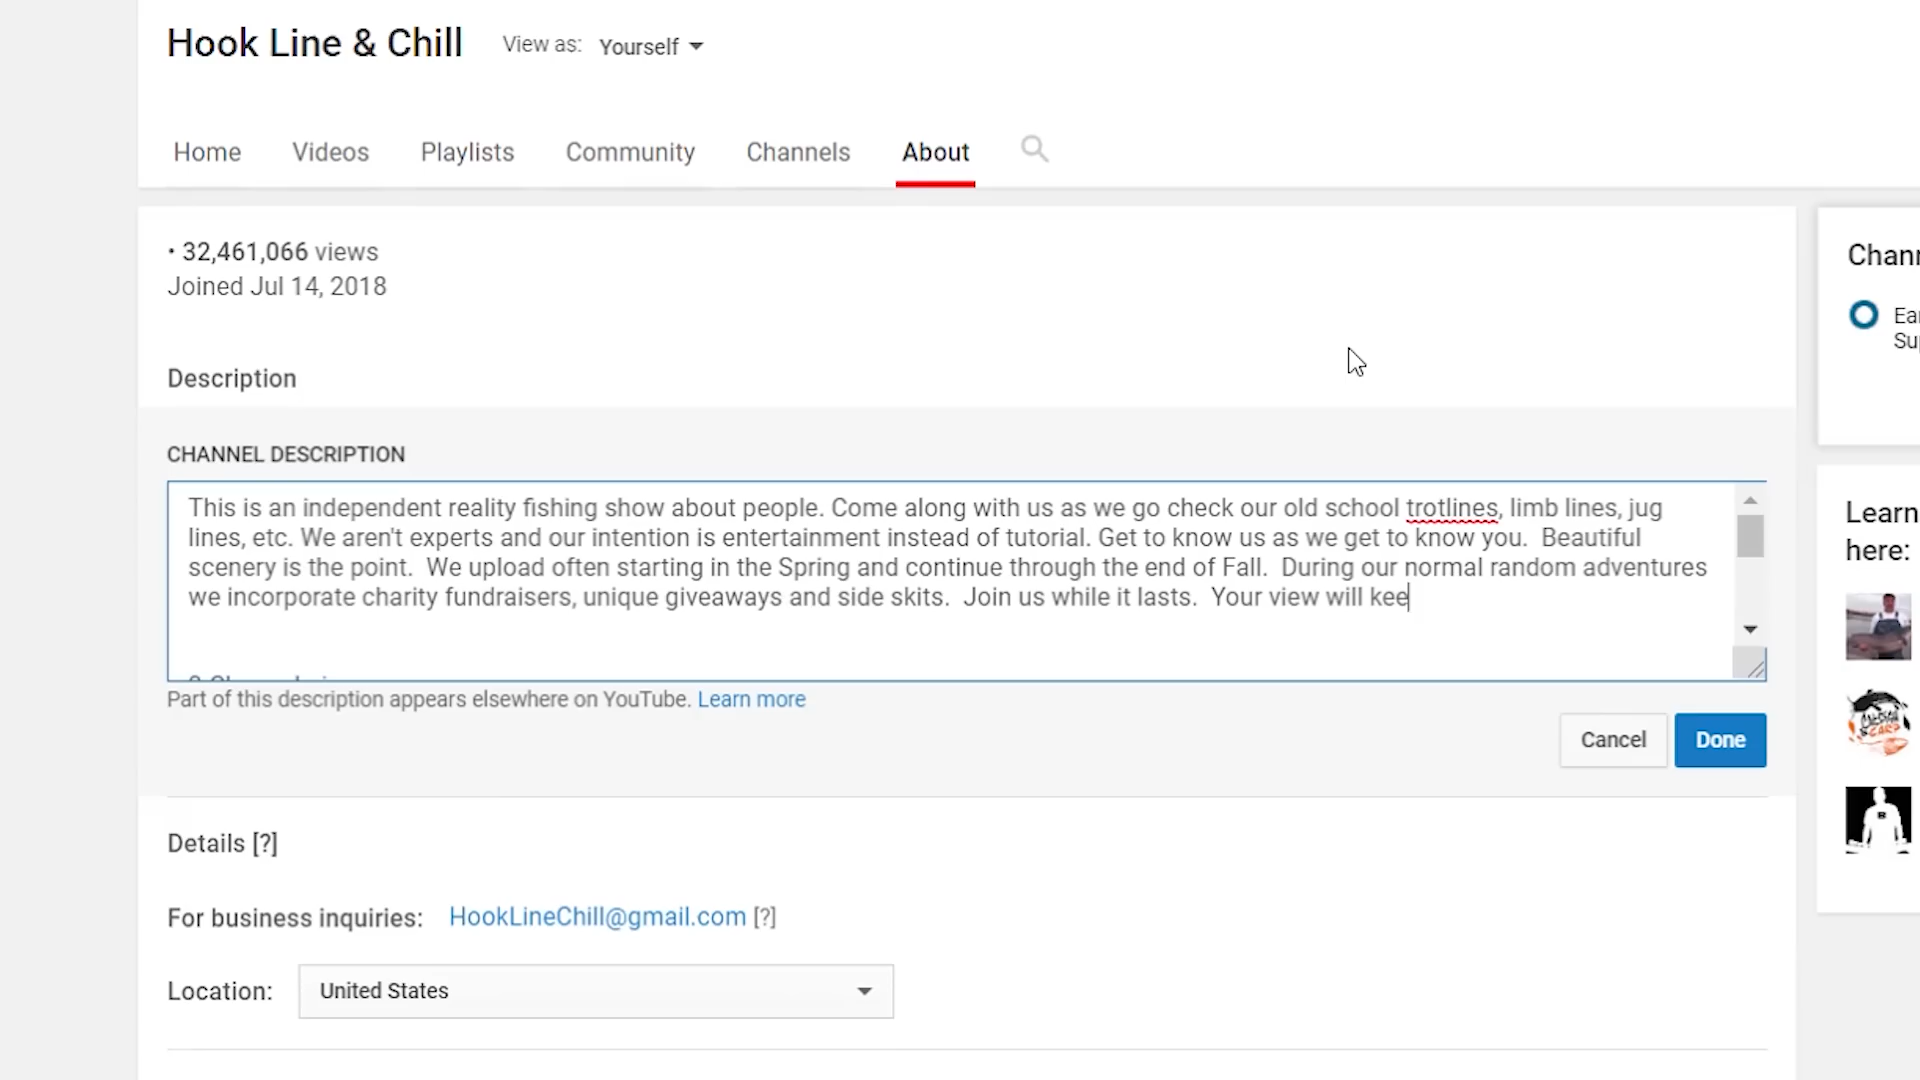 Hook Line & Chill View as: Yourself
Home Videos Playlists Community Channels About
• 32,461,066 views
Joined Jul 14, 2018
Description
CHANNEL DESCRIPTION
This is an independent reality fishing show about people. Come along with us as we go check our old school trotlines, limb lines, jug
lines, etc. We aren't experts and our intention is entertainment instead of tutorial. Get to know us as we get to know you.  Beautiful
scenery is the point.  We upload often starting in the Spring and continue through the end of Fall.  During our normal random adventures
we incorporate charity fundraisers, unique giveaways and side skits.  Join us while it lasts.  Your view will kee
Part of this description appears elsewhere on YouTube. Learn more
Cancel Done
Details [?]
For business inquiries: HookLineChill@gmail.com [?]
Location: United States
Chann
Ear
Sup
Learn
here: